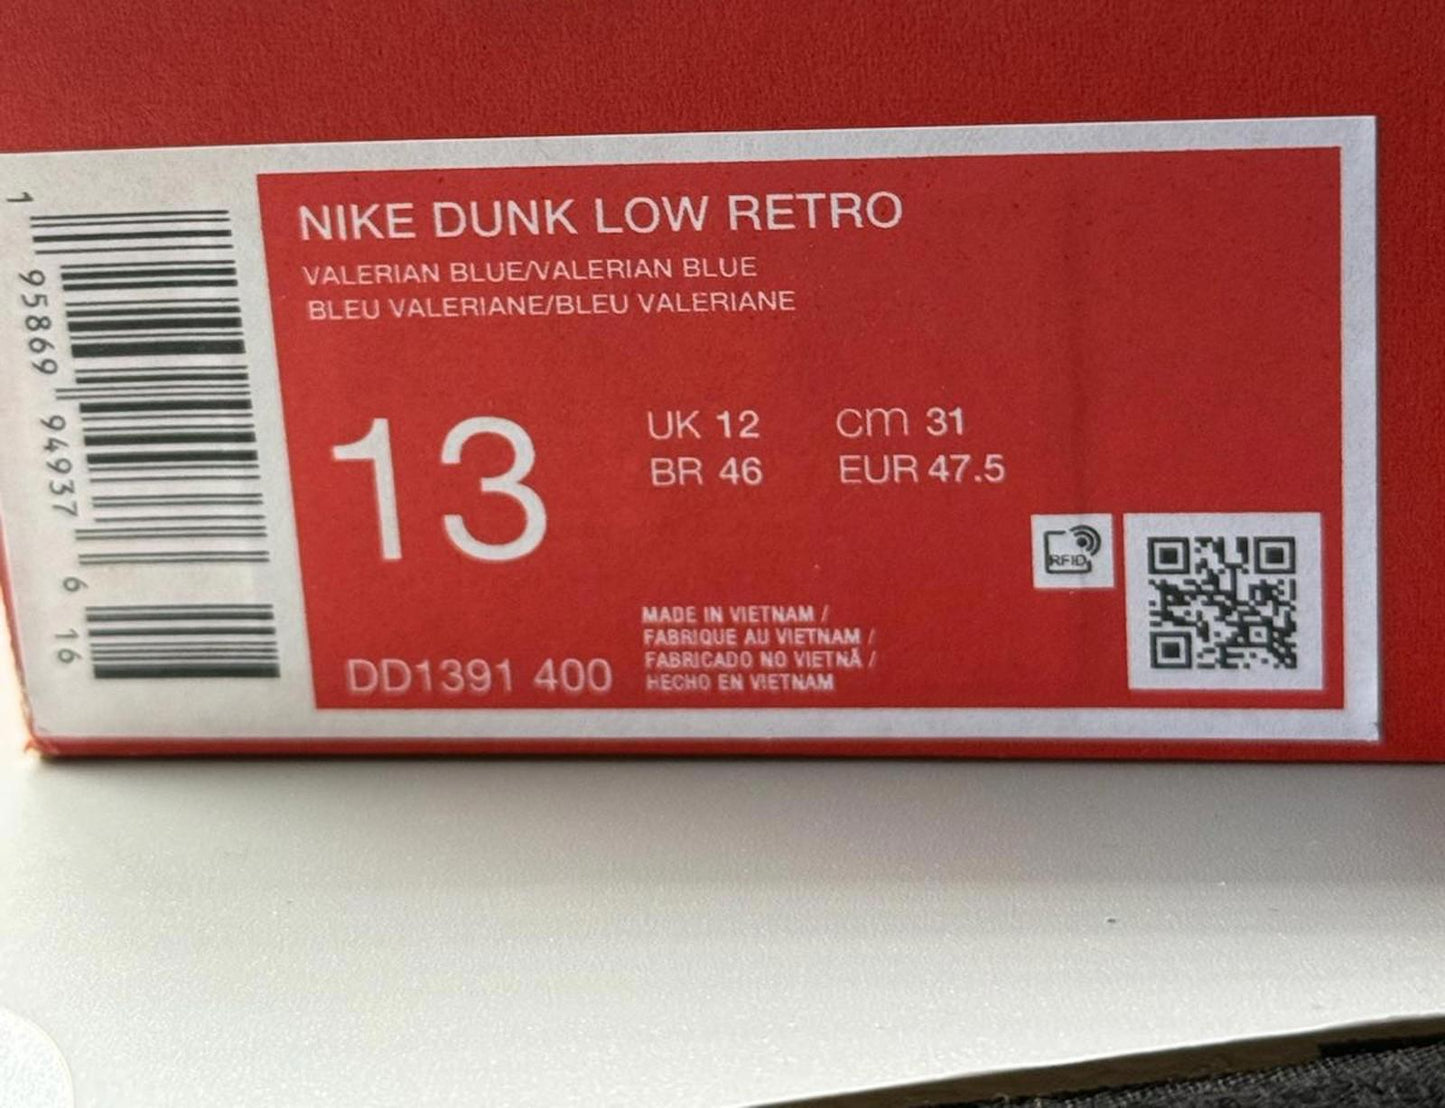 1 95869 94937 6 16
NIKE DUNK LOW RETRO
VALERIAN BLUE/VALERIAN BLUE
BLEU VALERIANE/BLEU VALERIANE
13
UK 12 cm 31
BR 46 EUR 47.5
RFID
MADE IN VIETNAM /
FABRIQUE AU VIETNAM /
FABRICADO NO VIETNÃ /
HECHO EN VIETNAM
DD1391 400